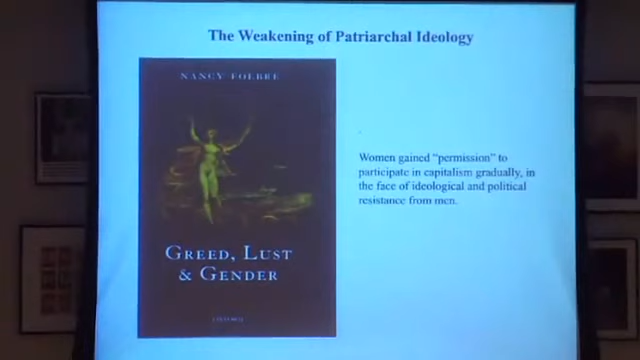 The Weakening of Patriarchal Ideology
NANCY FOLBRE
Women gained “permission” to
participate in capitalism gradually, in
the face of ideological and political
resistance from men.
GREED, LUST
& GENDER
OXFORD